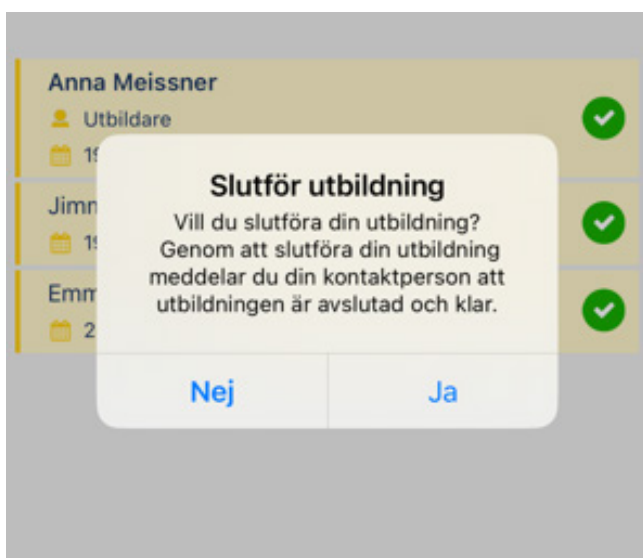 Anna Meissner
Utbildare
Slutför utbildning
Vill du slutföra din utbildning?
Genom att slutföra din utbildning
meddelar du din kontaktperson att
utbildningen är avslutad och klar.
Nej
Ja